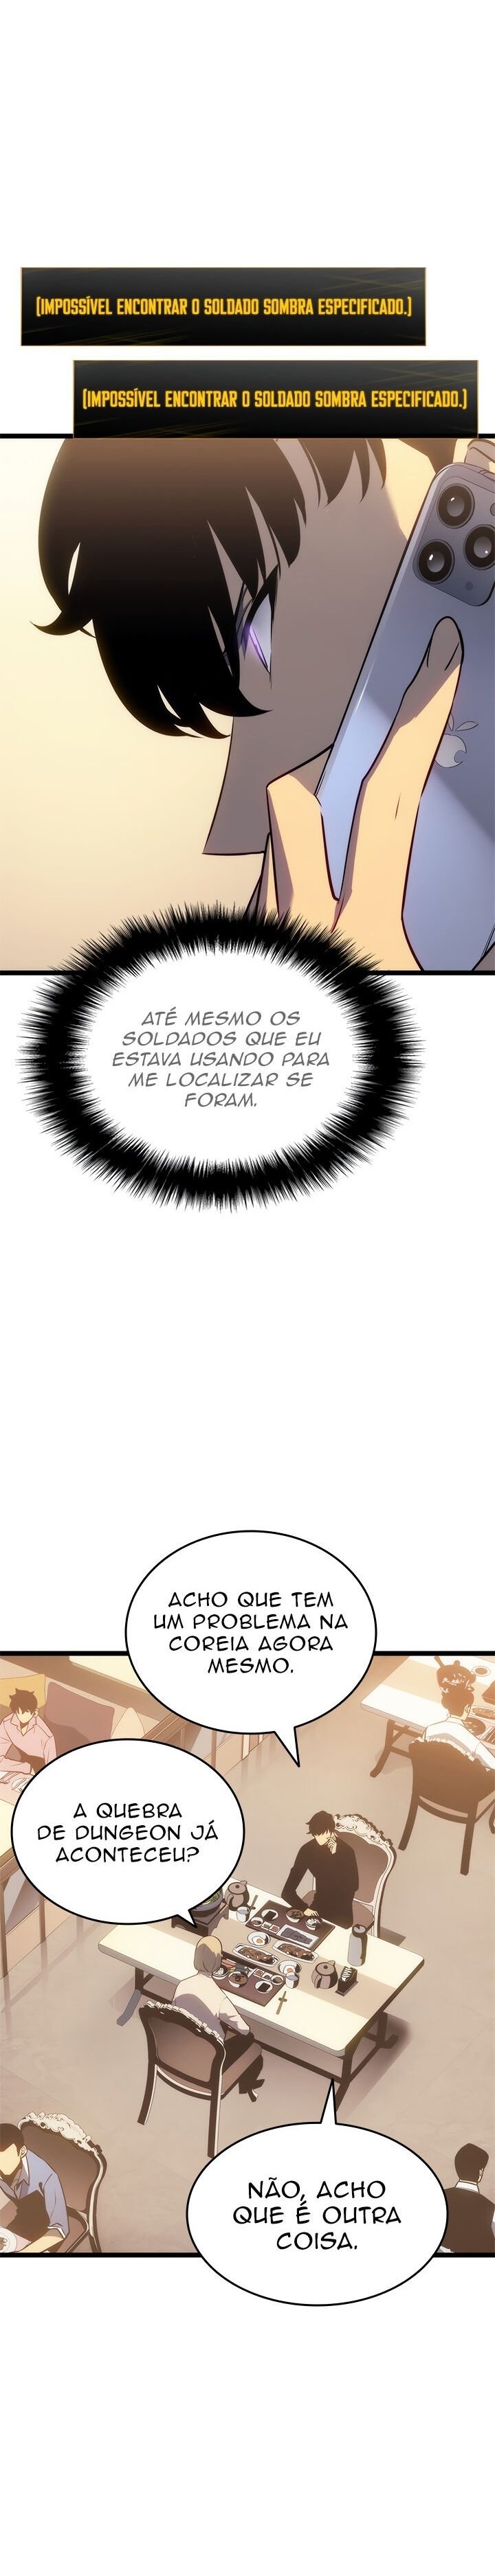 (IMPOSSÍVEL ENCONTRAR O SOLDADO SOMBRA ESPECIFICADO.)
(IMPOSSÍVEL ENCONTRAR O SOLDADO SOMBRA ESPECIFICADO.)
ATÉ MESMO OS
SOLDADOS QUE EU
ESTAVA USANDO PARA
ME LOCALIZAR SE
FORAM.
ACHO QUE TEM
UM PROBLEMA NA
COREIA AGORA
MESMO.
A QUEBRA
DE DUNGEON JÁ
ACONTECEU?
NÃO, ACHO
QUE É OUTRA
COISA.